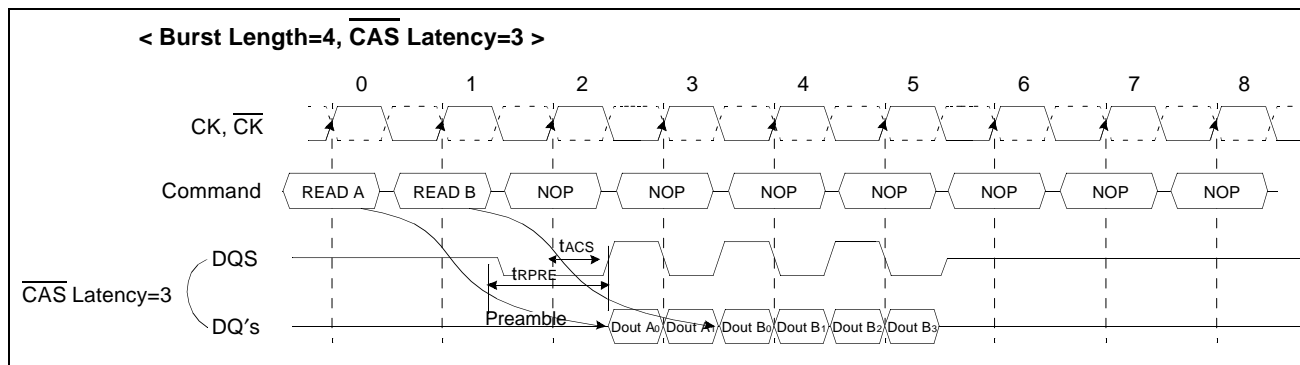 < Burst Length=4, CAS Latency=3 >
0 1 2 3 4 5 6 7 8
CK, CK
Command READ A READ B NOP NOP NOP NOP NOP NOP NOP
DQS tACS
tRPRE
CAS Latency=3
DQ's Preamble Dout A0 Dout A1 Dout B0 Dout B1 Dout B2 Dout B3